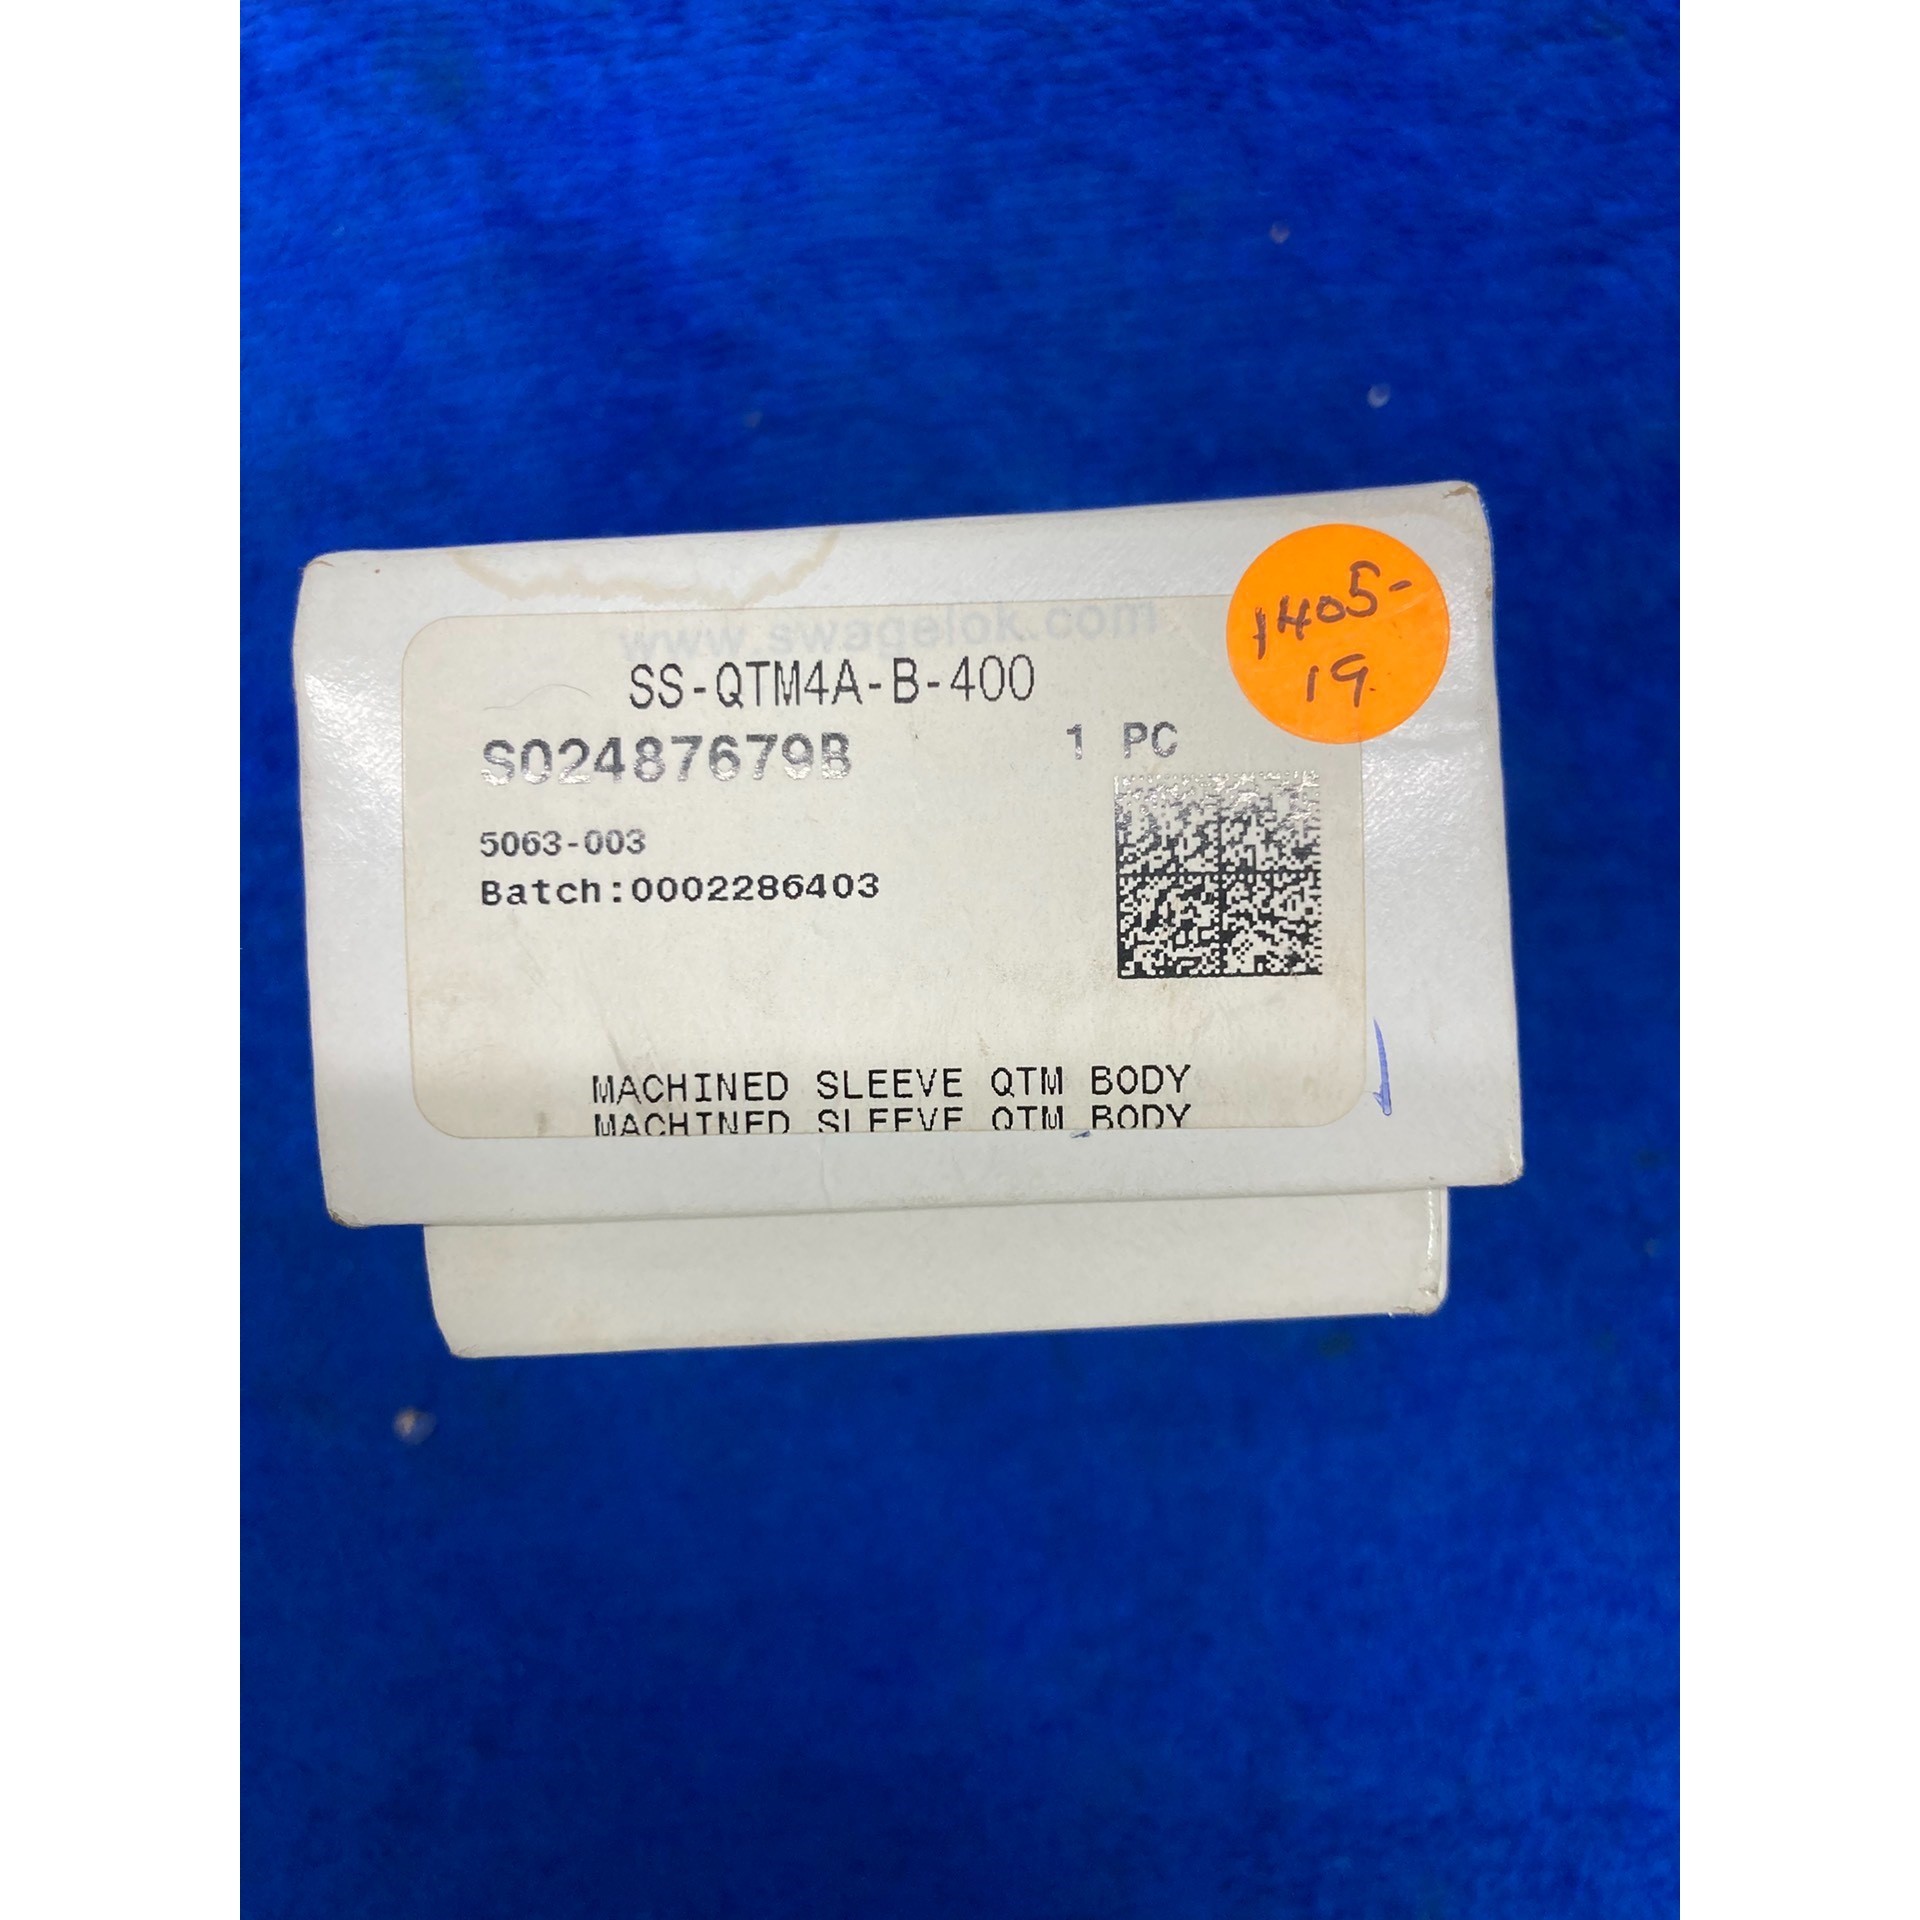 www.swagelok.com
1405-
19.
SS-QTM4A-B-400
S02487679B
1 PC
5063-003
Batch:0002286403
MACHINED SLEEVE QTM BODY
MACHINED SLEEVE QTM BODY